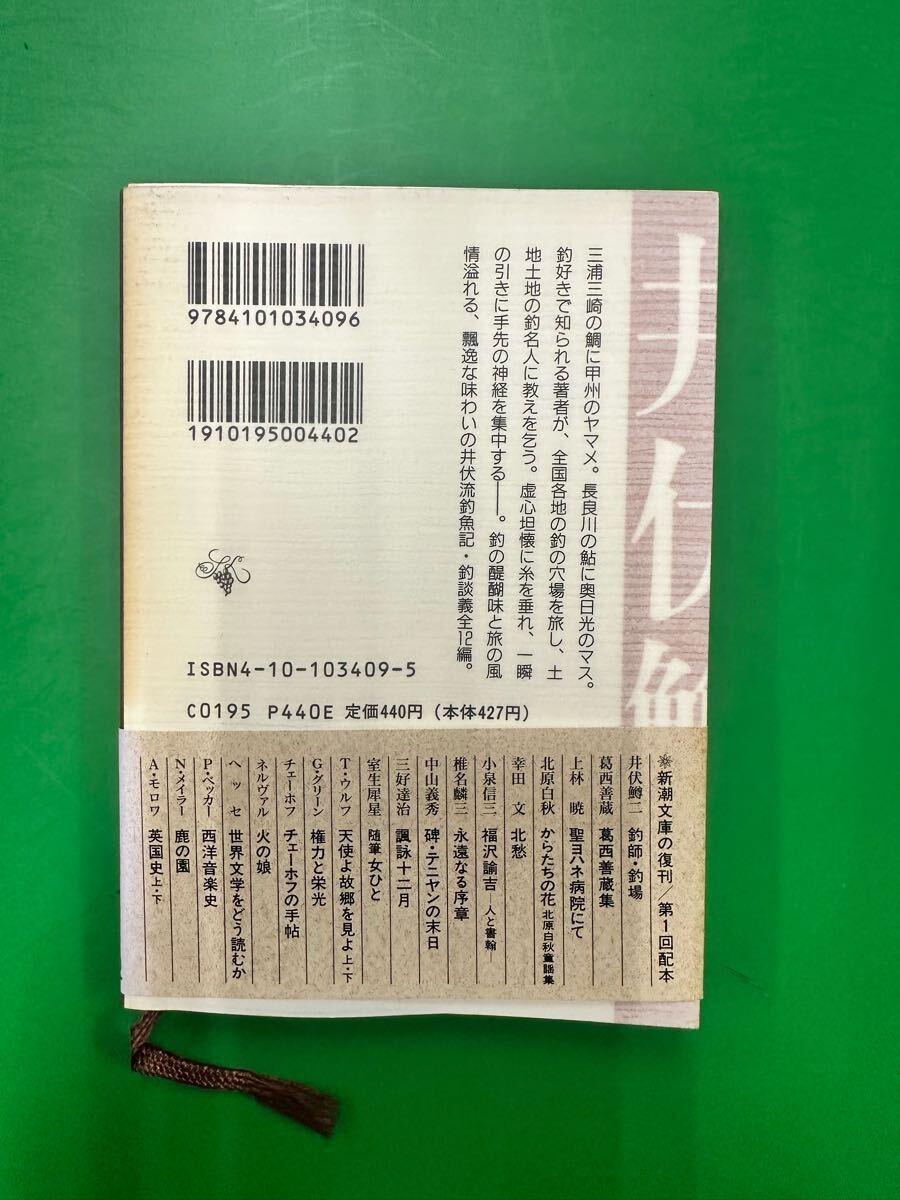 井伏鱒
三浦三崎の鯛に甲州のヤマメ。長良川の鮎に奥日光のマス。
釣好きで知られる著者が、全国各地の釣の穴場を旅し、土
地土地の釣名人に教えを乞う。虚心坦懐に糸を垂れ、一瞬
の引きに手先の神経を集中する――。釣の醍醐味と旅の風
情溢れる、飄逸な味わいの井伏流釣魚記・釣談義全12編。
9784101034096
1910195004402
ISBN4-10-103409-5
C0195 P440E 定価440円（本体427円）
※新潮文庫の復刊／第1回配本
井伏鱒二 釣師・釣場
葛西善蔵 葛西善蔵集
上林 暁 聖ヨハネ病院にて
北原白秋 からたちの花 北原白秋童謡集
幸田 文 北愁
小泉信三 福沢諭吉 人と書翰
椎名麟三 永遠なる序章
中山義秀 碑・テニヤンの末日
三好達治 諷詠十二月
室生犀星 随筆 女ひと
T・ウルフ 天使よ故郷を見よ 上・下
G・グリーン 権力と栄光
チェーホフ チェーホフの手帖
ネルヴァル 火の娘
ヘッセ 世界文学をどう読むか
P・ベッカー 西洋音楽史
N・メイラー 鹿の園
A・モロワ 英国史 上・下